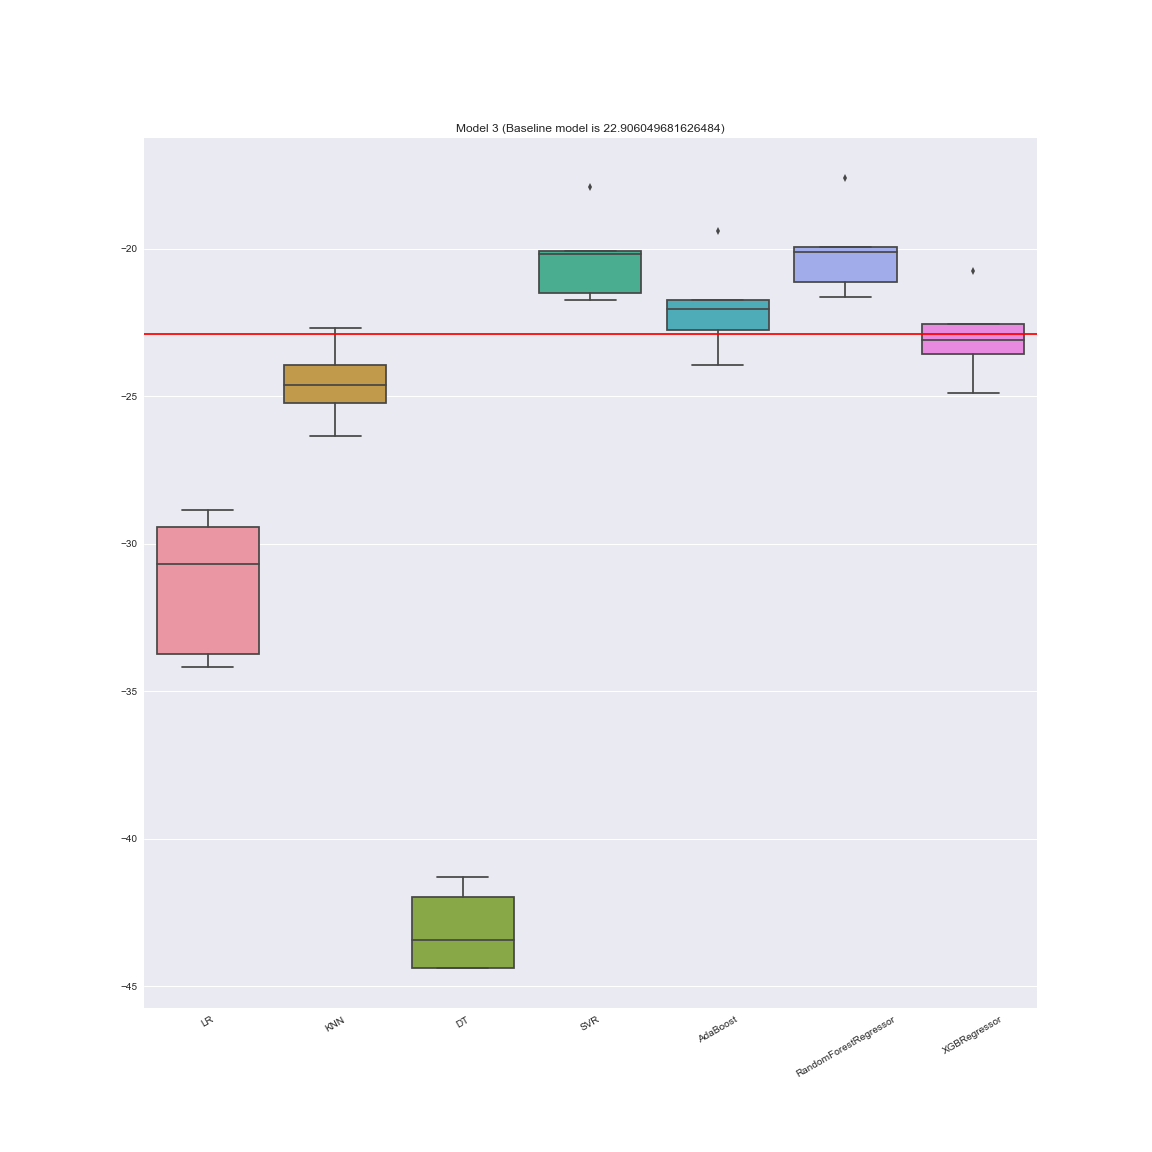 Model 3 (Baseline model is 22.906049681626484)
−20
−25
−30
−35
−40
−45
LR
KNN
DT
SVR
AdaBoost
RandomForestRegressor
XGBRegressor